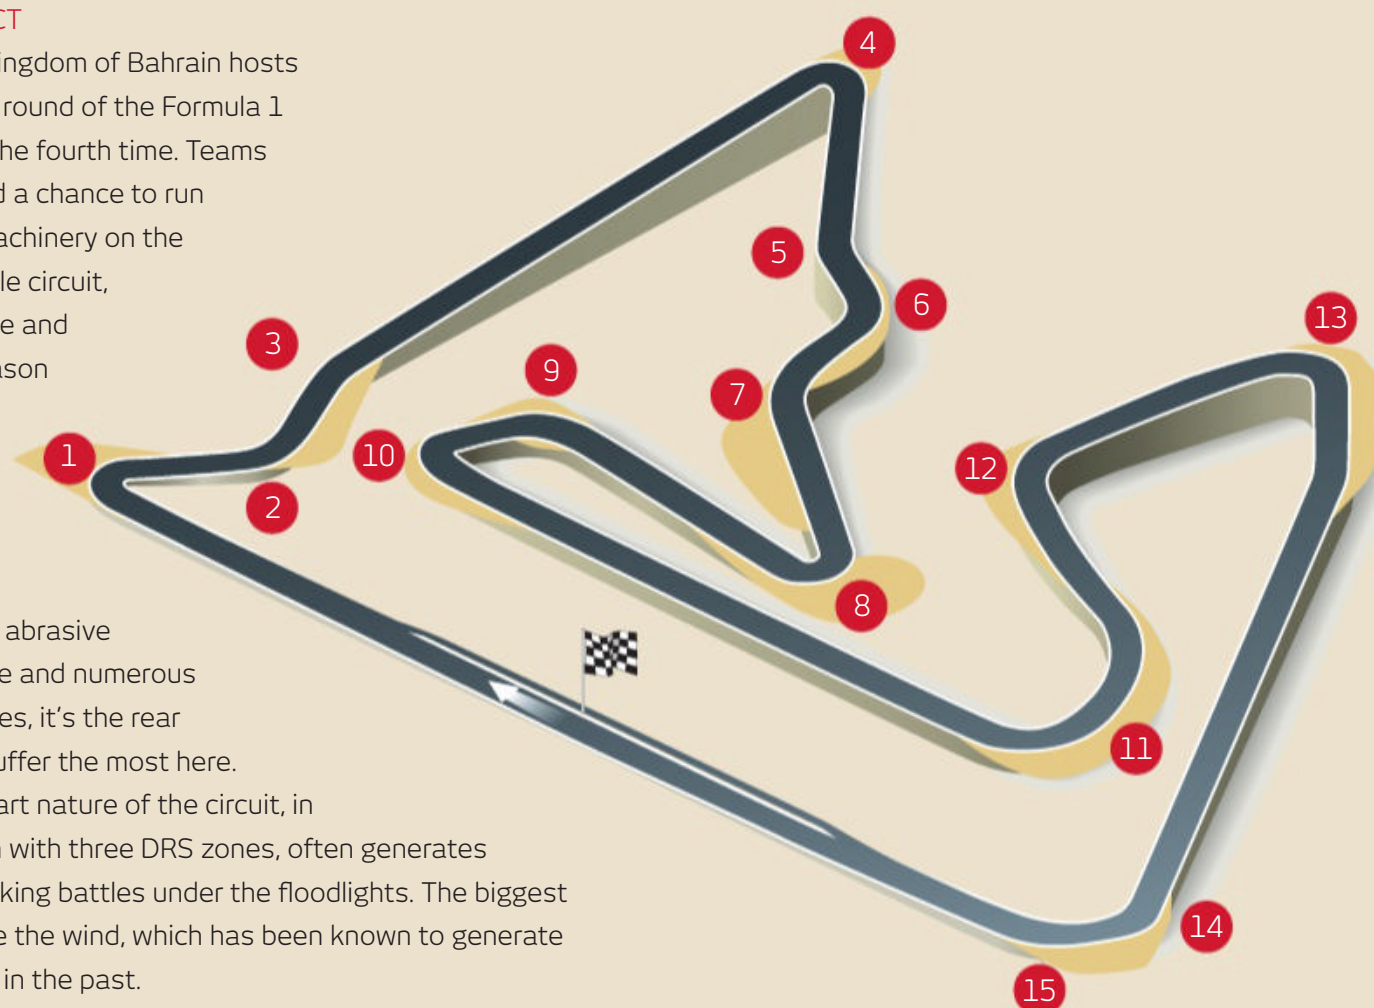 CT
ingdom of Bahrain hosts
round of the Formula 1
he fourth time. Teams
d a chance to run
achinery on the
le circuit,
e and
ason
abrasive
e and numerous
es, it's the rear
uffer the most here.
art nature of the circuit, in
n with three DRS zones, often generates
king battles under the floodlights. The biggest
e the wind, which has been known to generate
in the past.
1
2
3
4
5
6
7
8
9
10
11
12
13
14
15